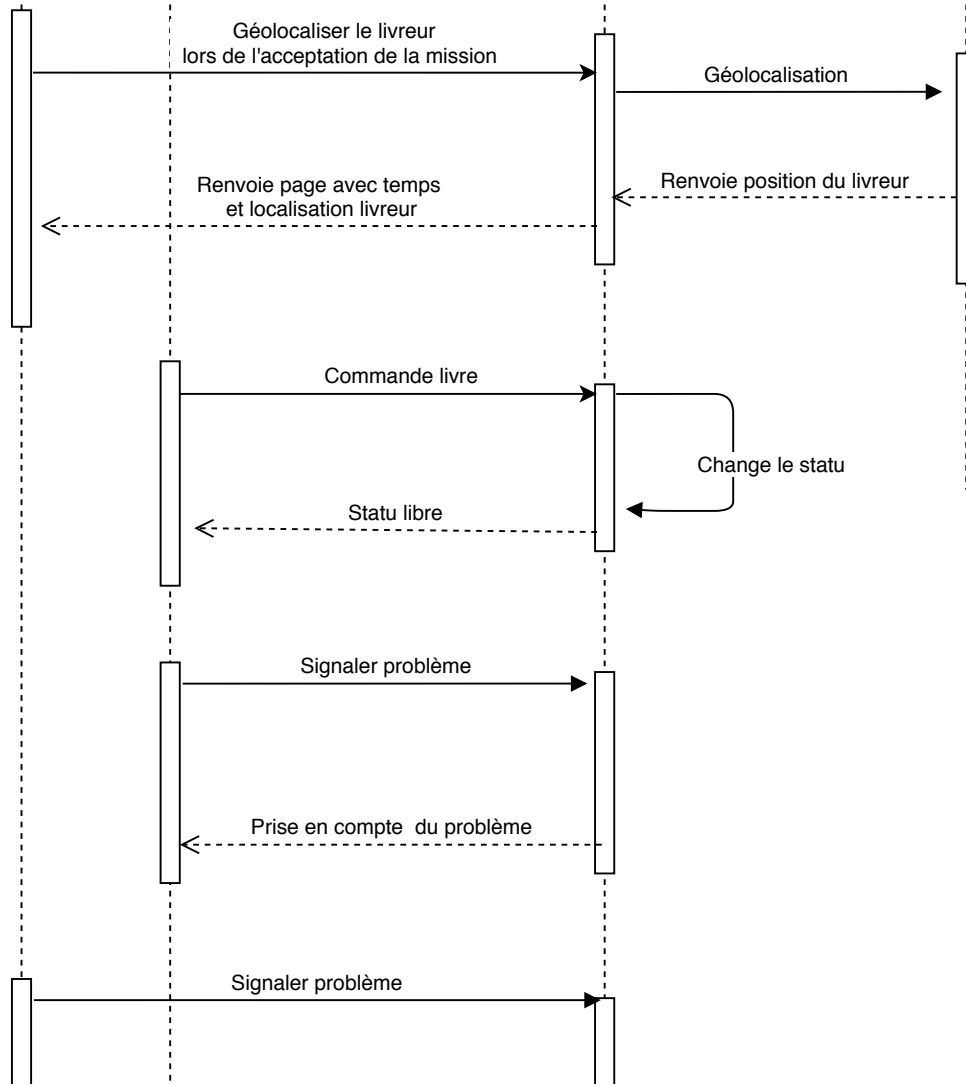 Géolocaliser le livreur
lors de l'acceptation de la mission
Géolocalisation
Renvoie position du livreur
Renvoie page avec temps
et localisation livreur
Commande livre
Change le statu
Statu libre
Signaler problème
Prise en compte  du problème
Signaler problème